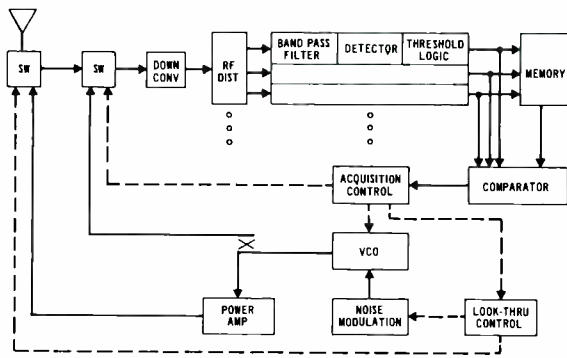 SW
SW
DOWN
CONV
RF
DIST
BAND PASS
FILTER
DETECTOR
THRESHOLD
LOGIC
MEMORY
ACQUISITION
CONTROL
COMPARATOR
VCO
POWER
AMP
NOISE
MODULATION
LOOK-THRU
CONTROL